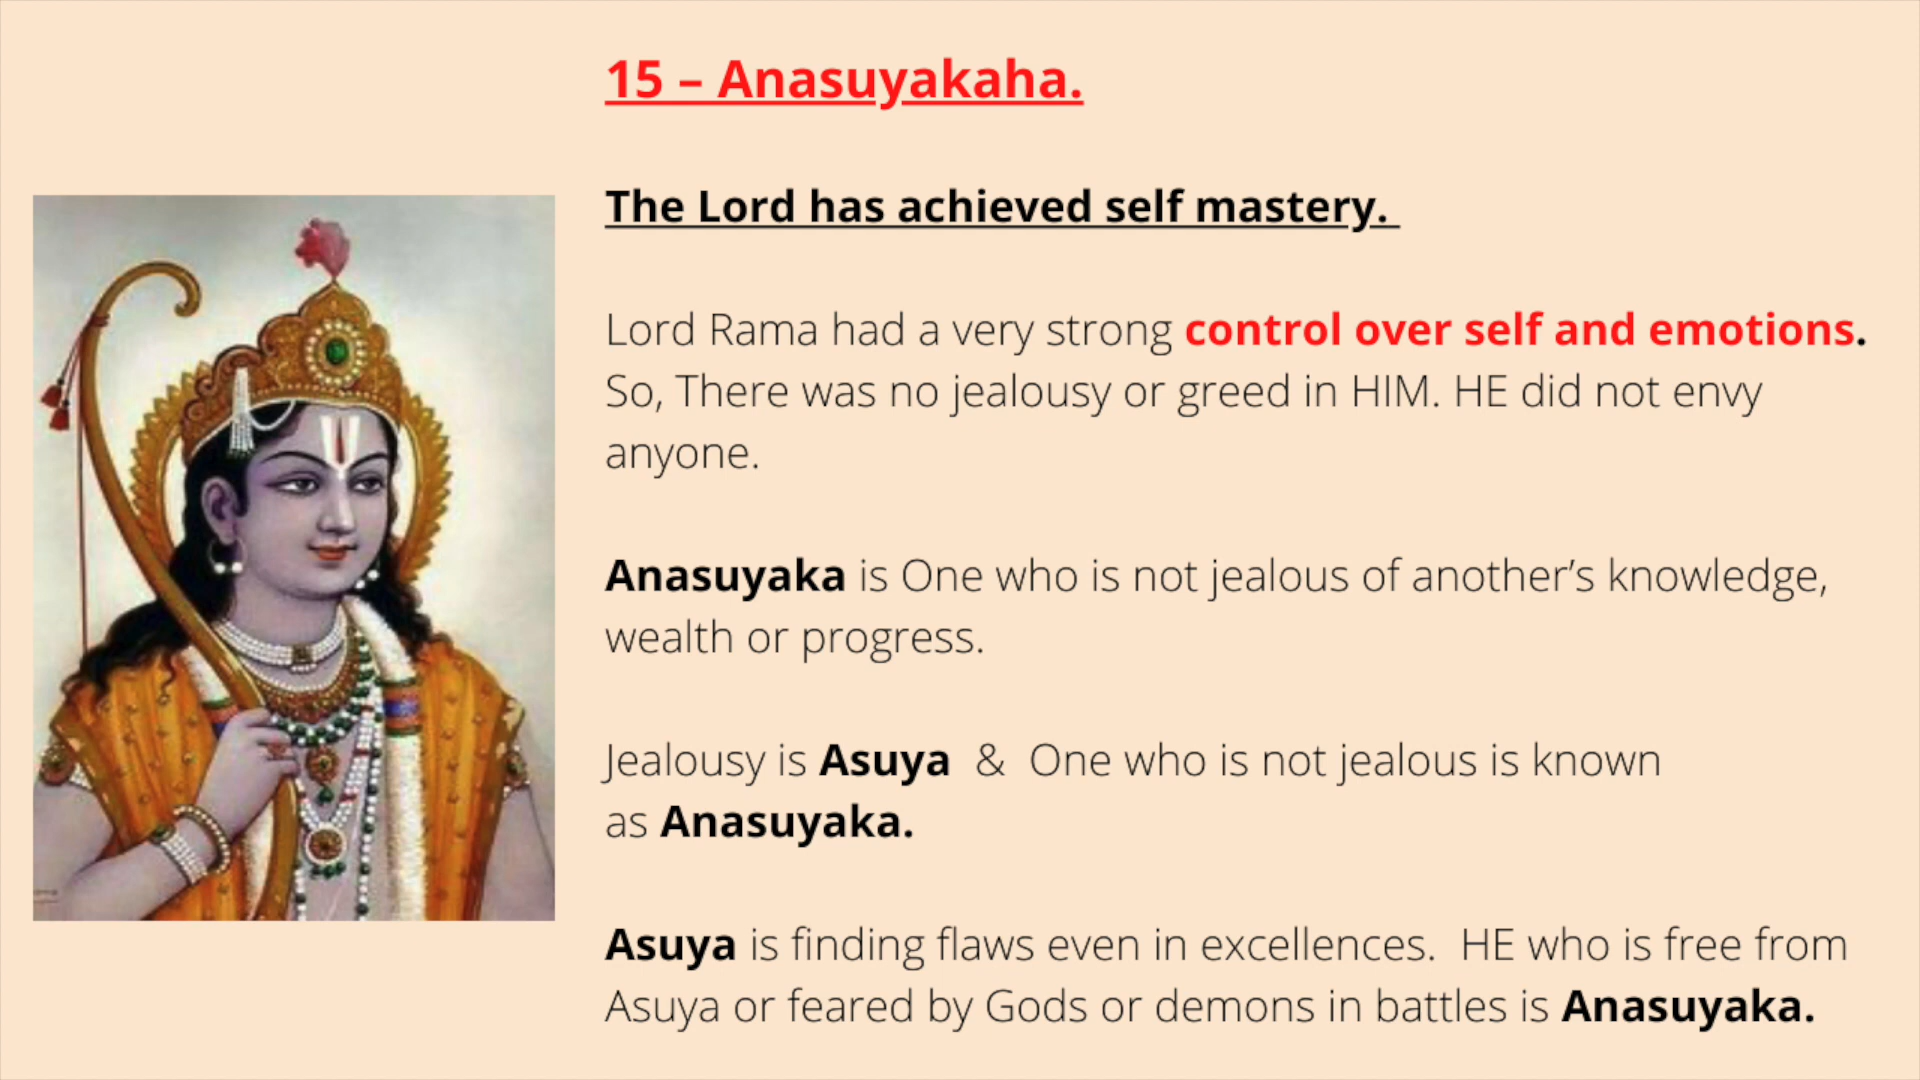 15 – Anasuyakaha.
The Lord has achieved self mastery.
Lord Rama had a very strong control over self and emotions.
So, There was no jealousy or greed in HIM. HE did not envy
anyone.
Anasuyaka is One who is not jealous of another’s knowledge,
wealth or progress.
Jealousy is Asuya & One who is not jealous is known
as Anasuyaka.
Asuya is finding flaws even in excellences. HE who is free from
Asuya or feared by Gods or demons in battles is Anasuyaka.